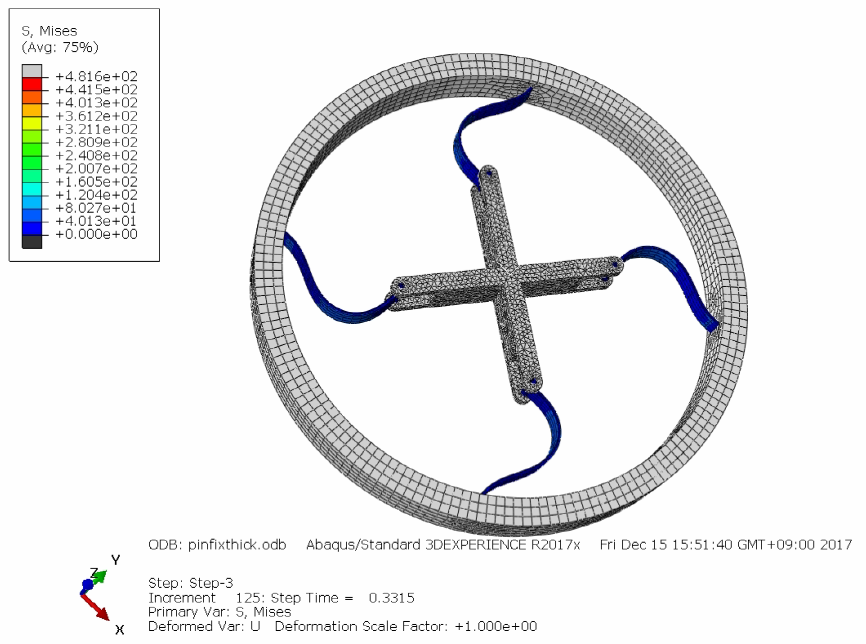 S, Mises
(Avg: 75%)
+4.816e+02
+4.415e+02
+4.013e+02
+3.612e+02
+3.211e+02
+2.809e+02
+2.408e+02
+2.007e+02
+1.605e+02
+1.204e+02
+8.027e+01
+4.013e+01
+0.000e+00
ODB: pinfixthick.odb Abaqus/Standard 3DEXPERIENCE R2017x Fri Dec 15 15:51:40 GMT+09:00 2017
Y
Z
X
Step: Step-3
Increment 125: Step Time = 0.3315
Primary Var: S, Mises
Deformed Var: U Deformation Scale Factor: +1.000e+00